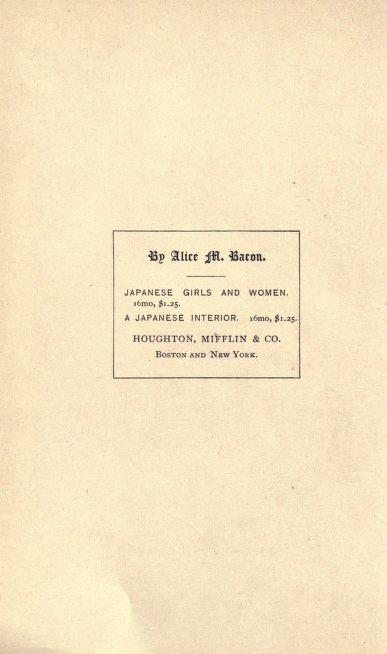 By Alice M. Bacon.
JAPANESE GIRLS AND WOMEN.
16mo, $1.25.
A JAPANESE INTERIOR. 16mo, $1.25.
HOUGHTON, MIFFLIN & CO.
BOSTON AND NEW YORK.